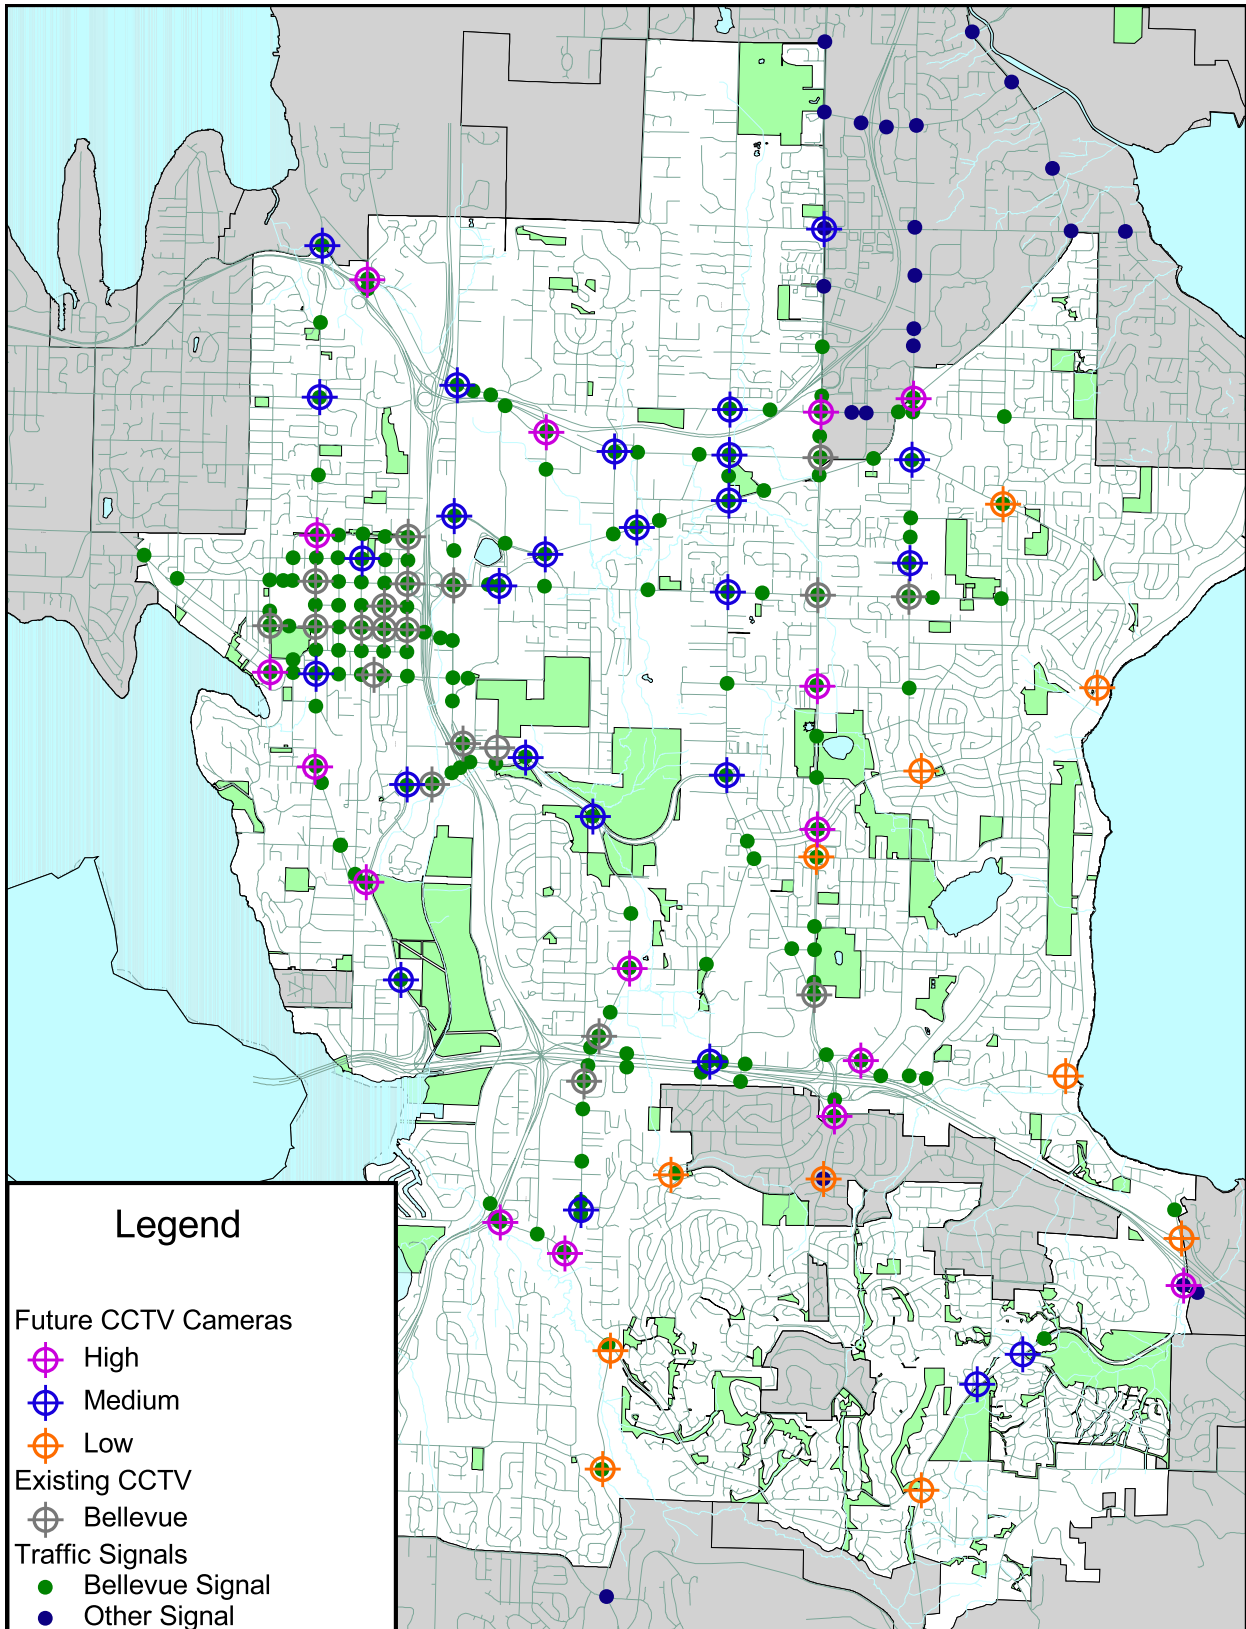 Legend
Future CCTV Cameras
High
Medium
Low
Existing CCTV
Bellevue
Traffic Signals
Bellevue Signal
Other Signal